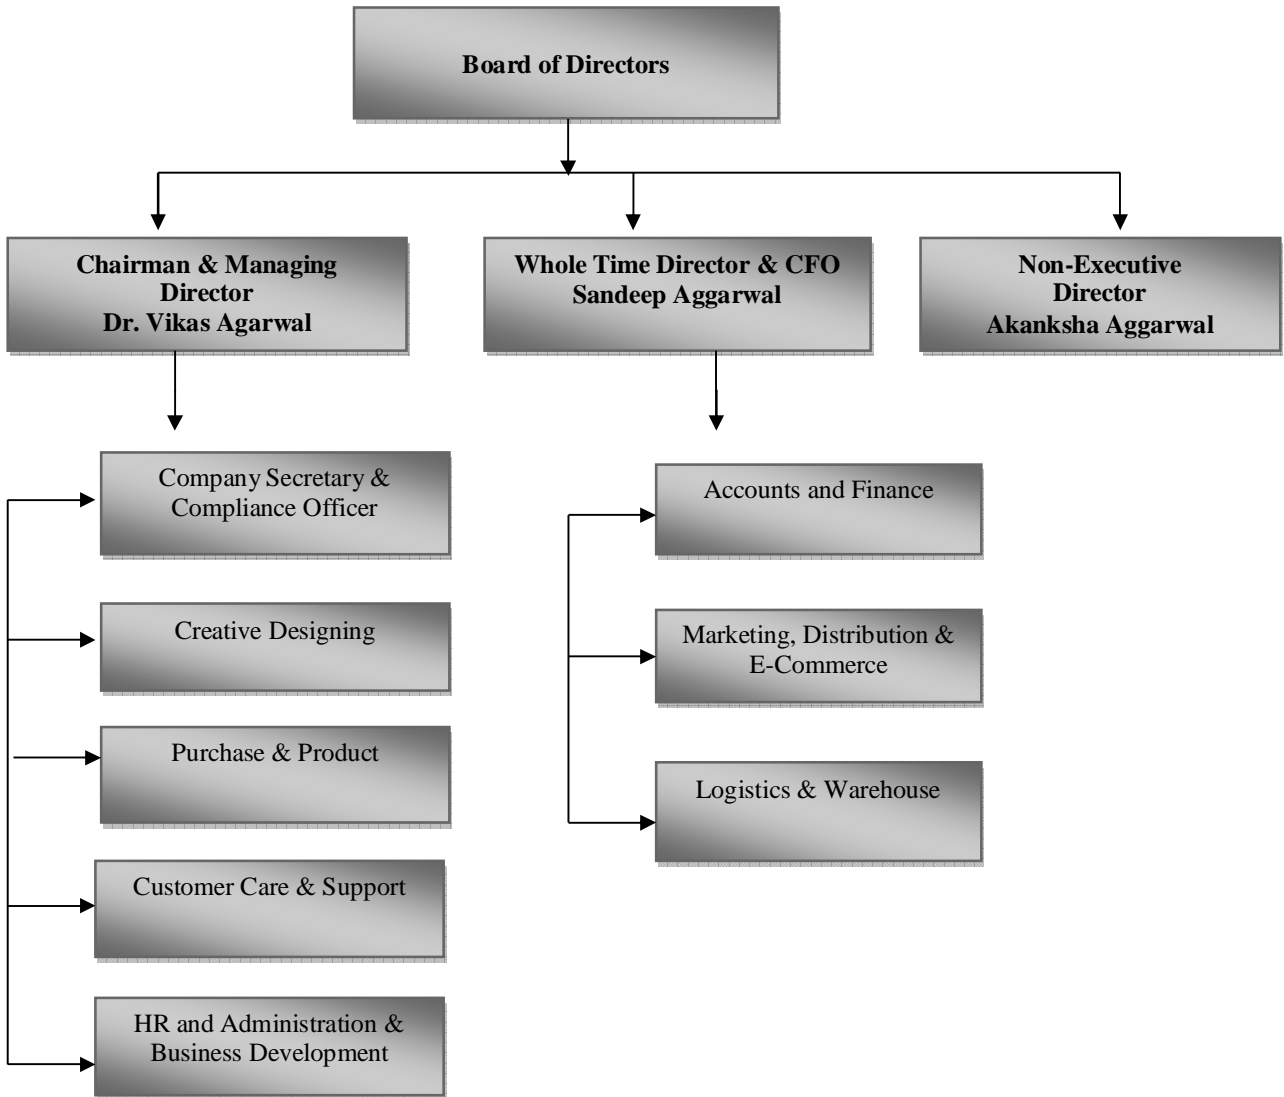 Board of Directors
Chairman & Managing
Director
Dr. Vikas Agarwal
Whole Time Director & CFO
Sandeep Aggarwal
Non-Executive
Director
Akanksha Aggarwal
Company Secretary &
Compliance Officer
Creative Designing
Purchase & Product
Customer Care & Support
HR and Administration &
Business Development
Accounts and Finance
Marketing, Distribution &
E-Commerce
Logistics & Warehouse